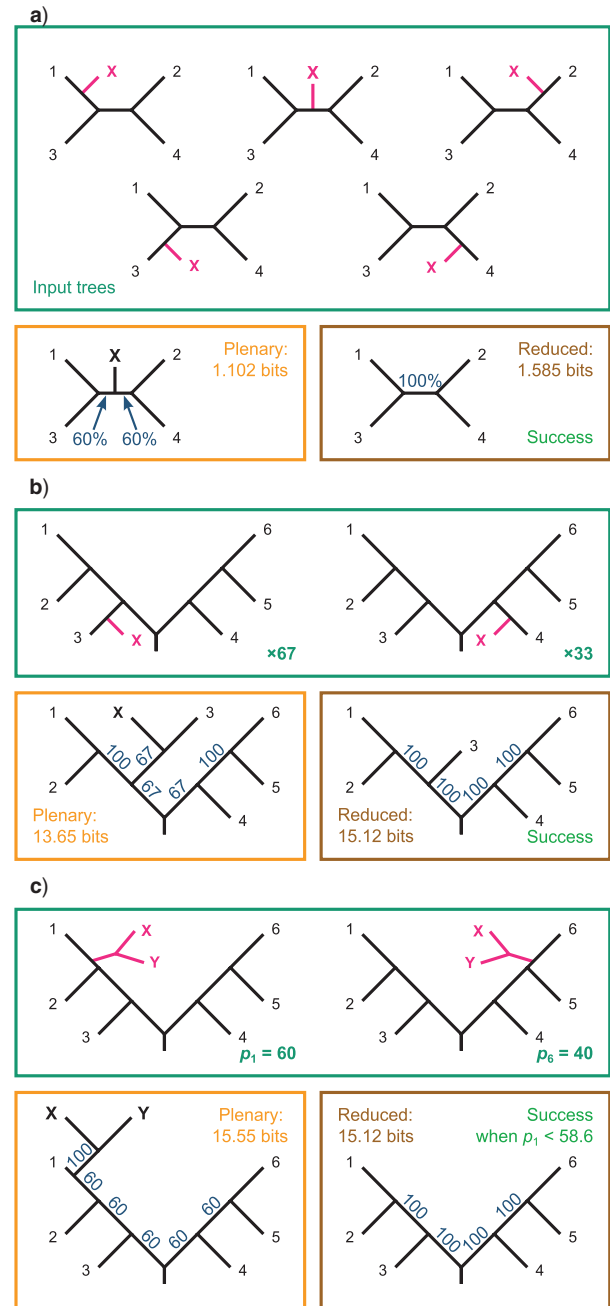 a)
1 X 2 X 1 2 1 X 2
3 4 3 4 3 4
1 2 1 2
3 X 4 3 X 4
Input trees
1 X 2 Plenary:
1.102 bits
3 60% 60% 4
1 2 Reduced:
1.585 bits
100%
3 4 Success
b)
1 6 1 6
2 5 2 5
3 X 4 3 X 4
×67 ×33
1 X 3 6
100 67 100
67 67
2 5
4
Plenary:
13.65 bits
1 3 6
100 100
100 100
2 5
4
Reduced:
15.12 bits
Success
c)
1 X Y 6 1 X Y 6
2 5 2 5
3 4 3 4
p1 = 60 p6 = 40
X Y Plenary:
15.55 bits
100
1 6
60 60 60
60 60
2 5
3 4
Reduced:
15.12 bits
Success
when p1 < 58.6
1 6
100 100
100 100
2 5
3 4